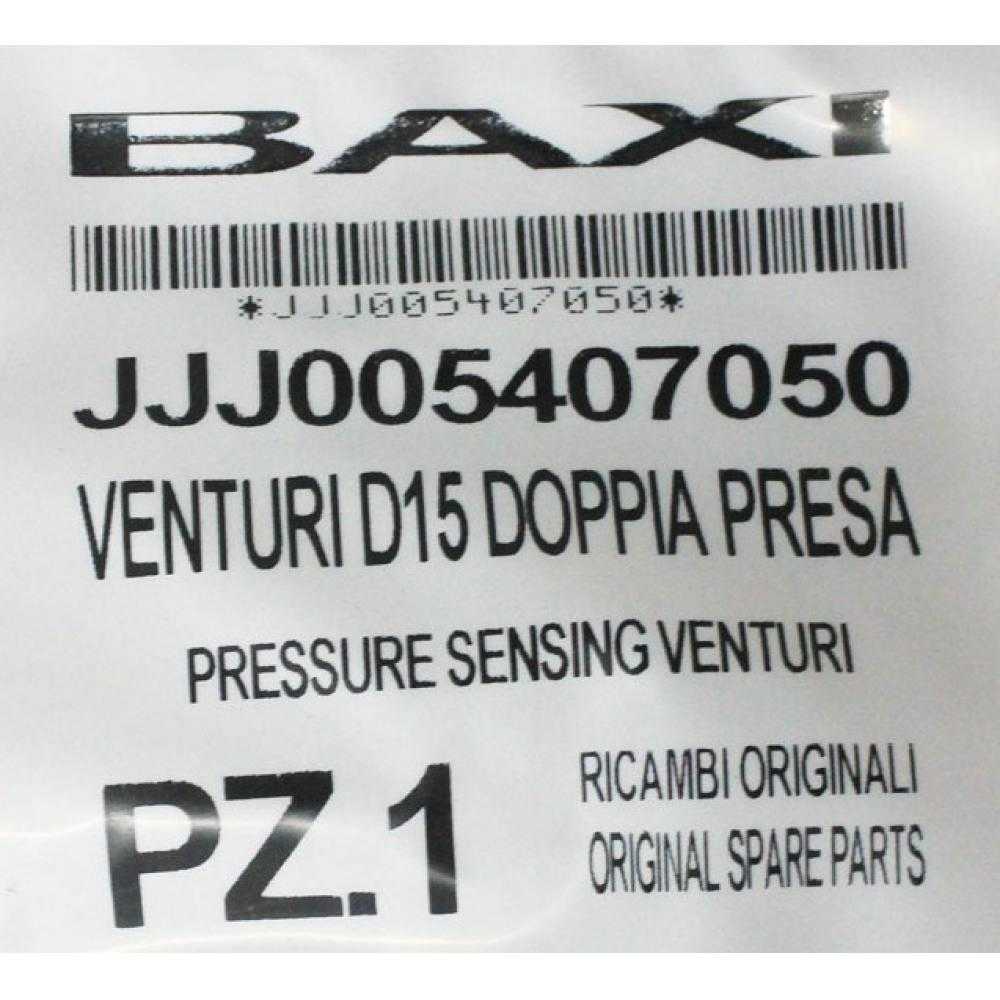 BAXI
*JJJ005407050*
JJJ005407050
VENTURI D15 DOPPIA PRESA
PRESSURE SENSING VENTURI
PZ.1
RICAMBI ORIGINALI
ORIGINAL SPARE PARTS